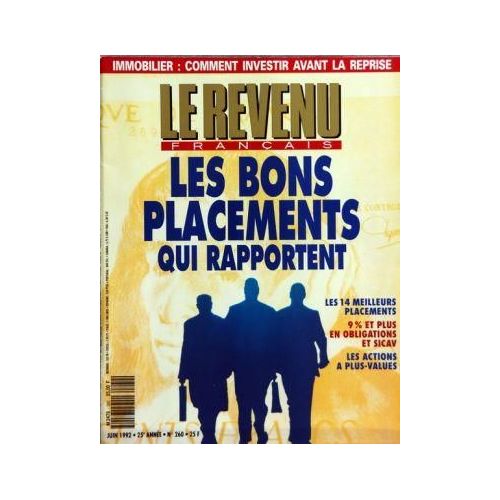 IMMOBILIER : COMMENT INVESTIR AVANT LA REPRISE
LE REVENU
FRANÇAIS
LES BONS
PLACEMENTS
QUI RAPPORTENT
LES 14 MEILLEURS
PLACEMENTS
9 % ET PLUS
EN OBLIGATIONS
ET SICAV
LES ACTIONS
A PLUS-VALUES
JUIN 1992 • 25e ANNÉE • N° 260 • 25 F